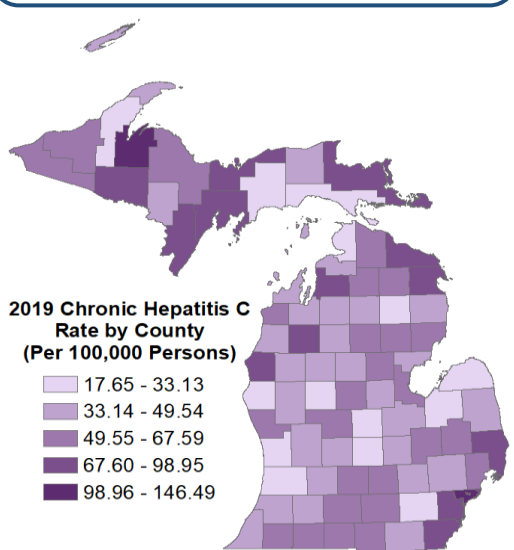 2019 Chronic Hepatitis C
Rate by County
(Per 100,000 Persons)
17.65 - 33.13
33.14 - 49.54
49.55 - 67.59
67.60 - 98.95
98.96 - 146.49